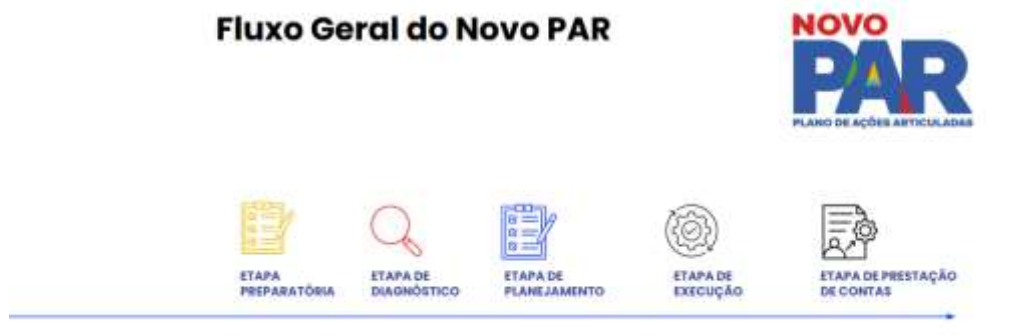 Fluxo Geral do Novo PAR
NOVO
PAR
PLANO DE AÇÕES ARTICULADAS
ETAPA
PREPARATÓRIA
ETAPA DE
DIAGNÓSTICO
ETAPA DE
PLANEJAMENTO
ETAPA DE
EXECUÇÃO
ETAPA DE PRESTAÇÃO
DE CONTAS